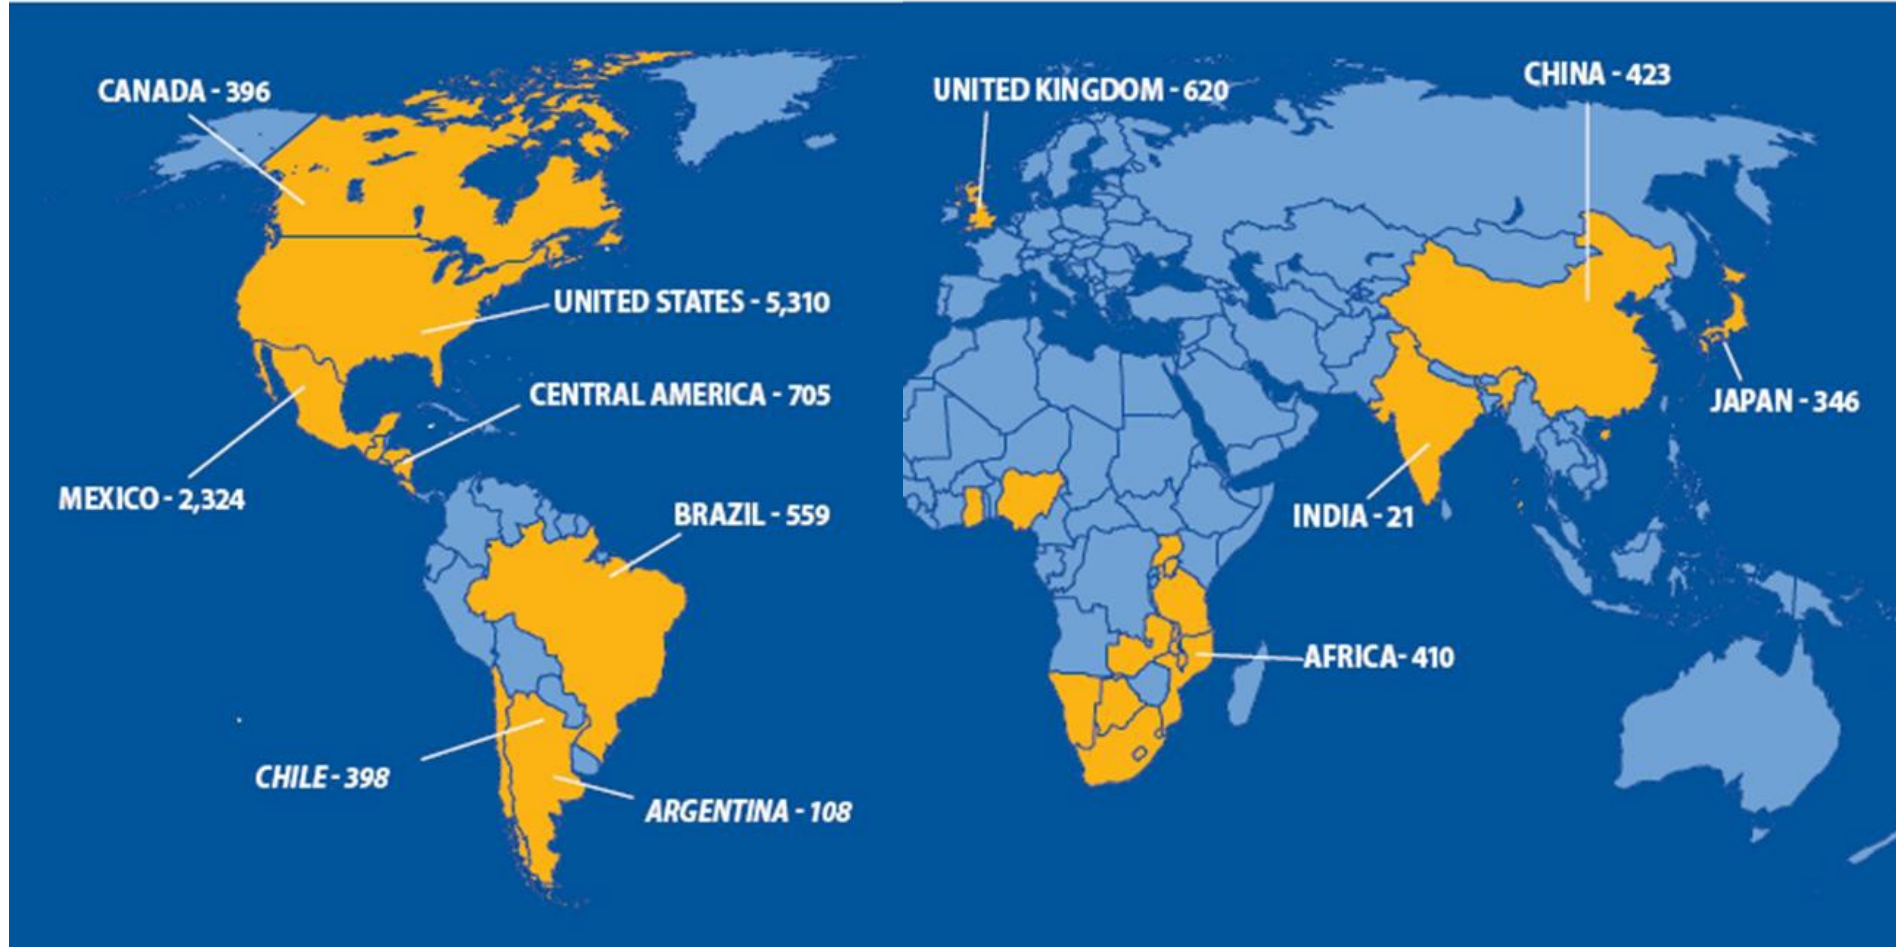 CANADA - 396
UNITED STATES - 5,310
CENTRAL AMERICA - 705
MEXICO - 2,324
BRAZIL - 559
CHILE - 398
ARGENTINA - 108
UNITED KINGDOM - 620
CHINA - 423
JAPAN - 346
INDIA - 21
AFRICA- 410